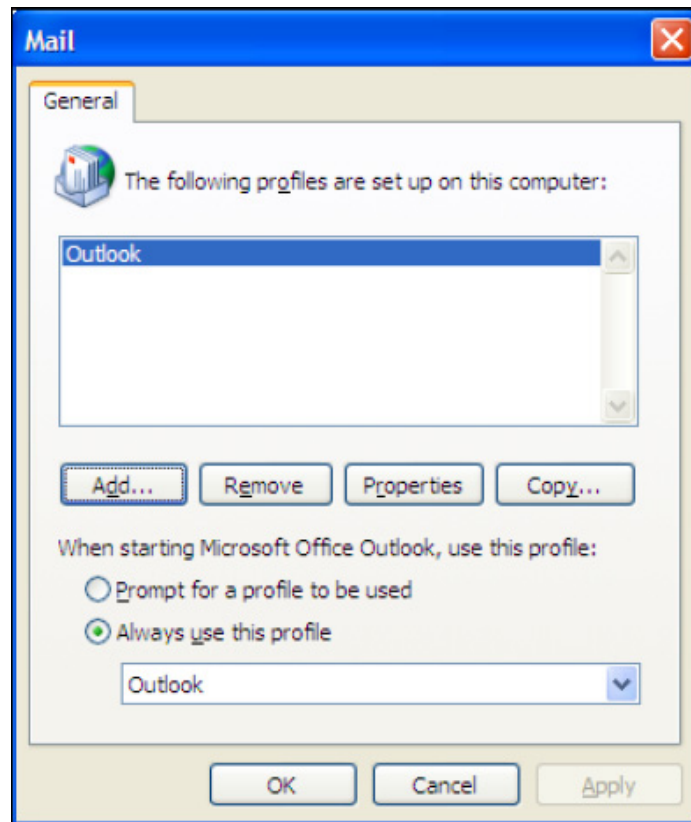 Mail
General
The following profiles are set up on this computer:
Outlook
Add... Remove Properties Copy...
When starting Microsoft Office Outlook, use this profile:
Prompt for a profile to be used
Always use this profile
Outlook
OK Cancel Apply